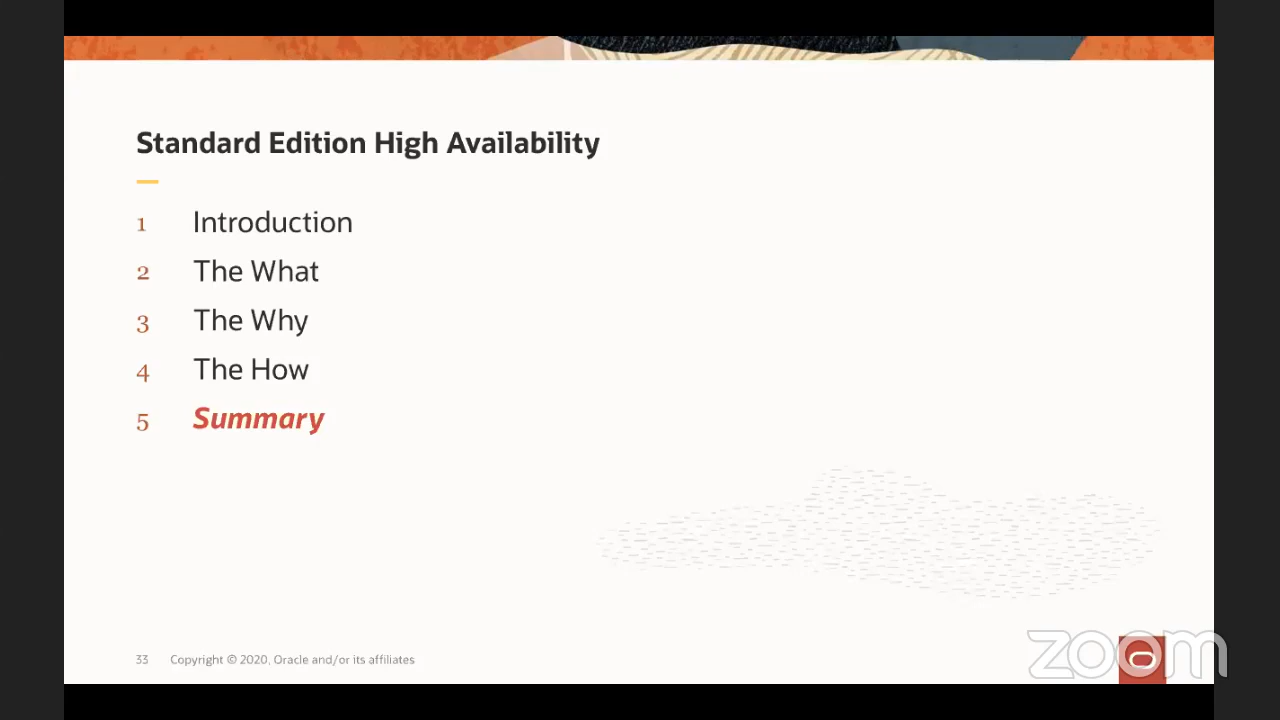 Standard Edition High Availability
1 Introduction
2 The What
3 The Why
4 The How
5 Summary
33 Copyright © 2020, Oracle and/or its affiliates
zoom